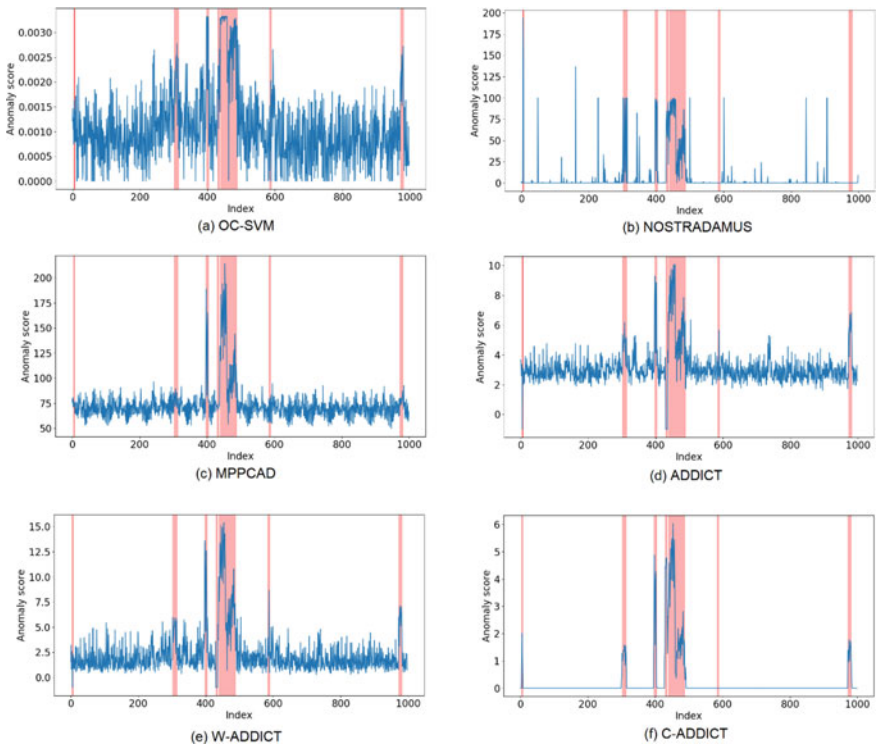 0.0030
0.0025
0.0020
0.0015
0.0010
0.0005
0.0000
Anomaly score
0 200 400 600 800 1000
Index
(a) OC-SVM
200
175
150
125
100
75
50
25
0
Anomaly score
0 200 400 600 800 1000
Index
(b) NOSTRADAMUS
200
175
150
125
100
75
50
Anomaly score
0 200 400 600 800 1000
Index
(c) MPPCAD
10
8
6
4
2
0
Anomaly score
0 200 400 600 800 1000
Index
(d) ADDICT
15.0
12.5
10.0
7.5
5.0
2.5
0.0
Anomaly score
0 200 400 600 800 1000
Index
(e) W-ADDICT
6
5
4
3
2
1
0
Anomaly score
0 200 400 600 800 1000
Index
(f) C-ADDICT